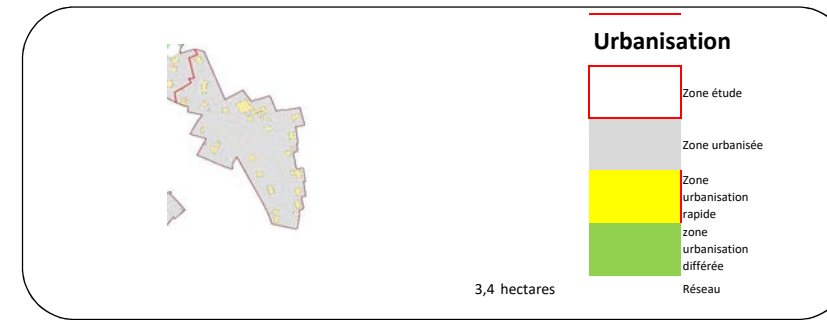 Urbanisation
Zone étude
Zone urbanisée
Zone
urbanisation
rapide
zone
urbanisation
différée
3,4 hectares
Réseau